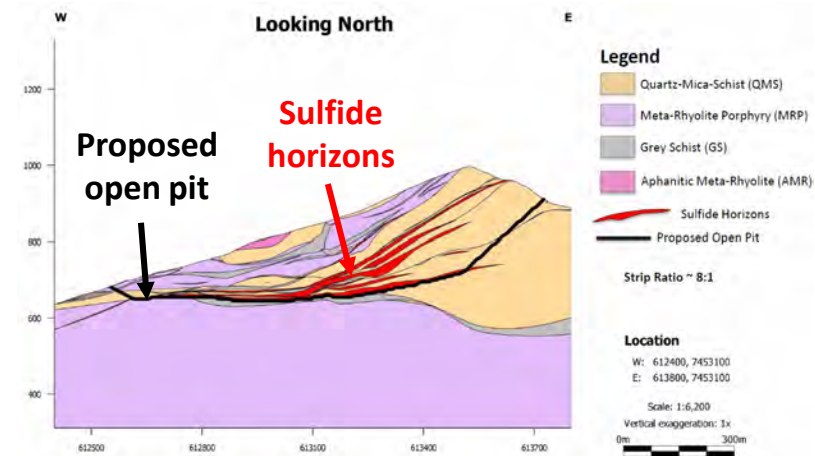 W
Looking North
E
Proposed
open pit
Sulfide
horizons
1200
1000
800
600
400
612500
612800
613100
613400
613700
Legend
Quartz-Mica-Schist (QMS)
Meta-Rhyolite Porphyry (MRP)
Grey Schist (GS)
Aphanitic Meta-Rhyolite (AMR)
Sulfide Horizons
Proposed Open Pit
Strip Ratio ~ 8:1
Location
W: 612400, 7453100
E: 613800, 7453100
Scale: 1:6,200
Vertical exaggeration: 1x
0m 300m